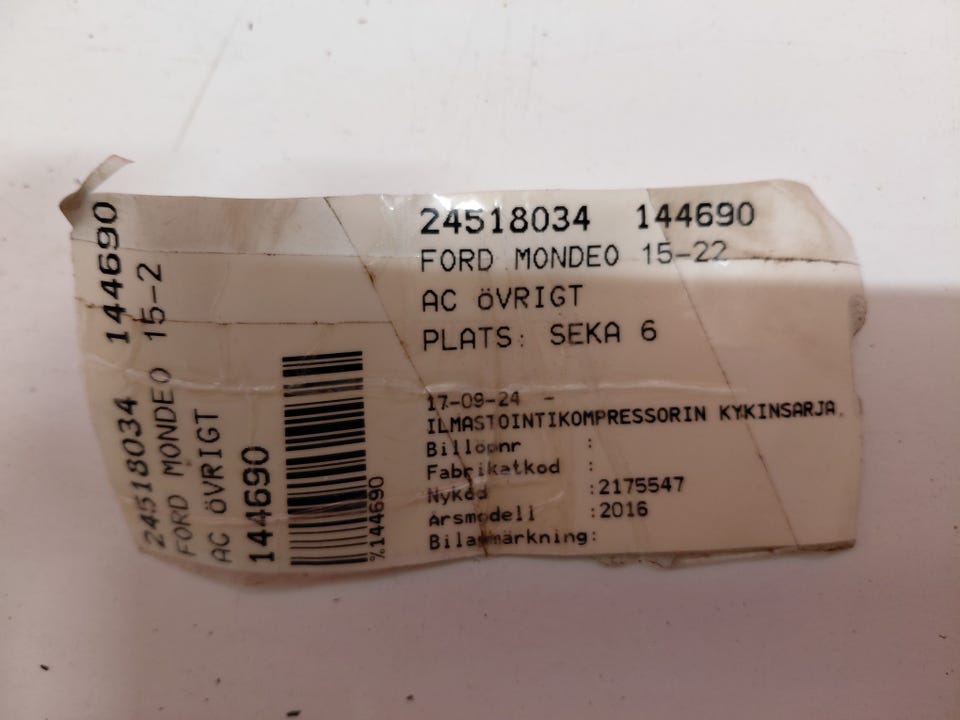 24518034 144690
FORD MONDEO 15-22
AC ÖVRIGT
PLATS: SEKA 6
17-09-24 -
ILMASTOINTIKOMPRESSORIN KYKINSARJA.
Billöpnr :
Fabrikatkod :
Nykod :2175547
Årsmodell :2016
Bilanmärkning:
24518034 144690
FORD MONDEO 15-2
AC ÖVRIGT
144690
%144690